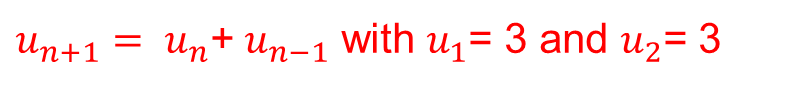 uₙ₊₁ = uₙ+ uₙ₋₁ with u₁= 3 and u₂= 3